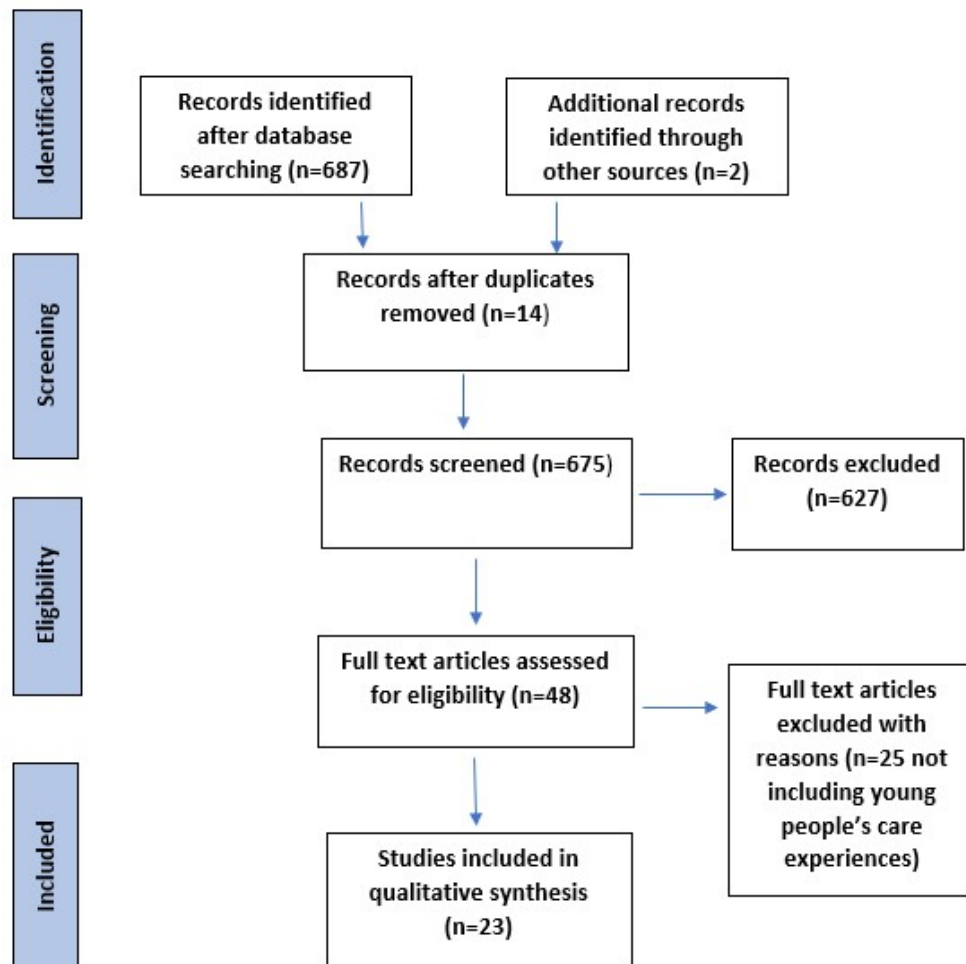 Identification
Records identified
after database
searching (n=687)
Additional records
identified through
other sources (n=2)
Screening
Records after duplicates
removed (n=14)
Records screened (n=675)
Records excluded
(n=627)
Eligibility
Full text articles assessed
for eligibility (n=48)
Full text articles
excluded with
reasons (n=25 not
including young
people’s care
experiences)
Included
Studies included in
qualitative synthesis
(n=23)